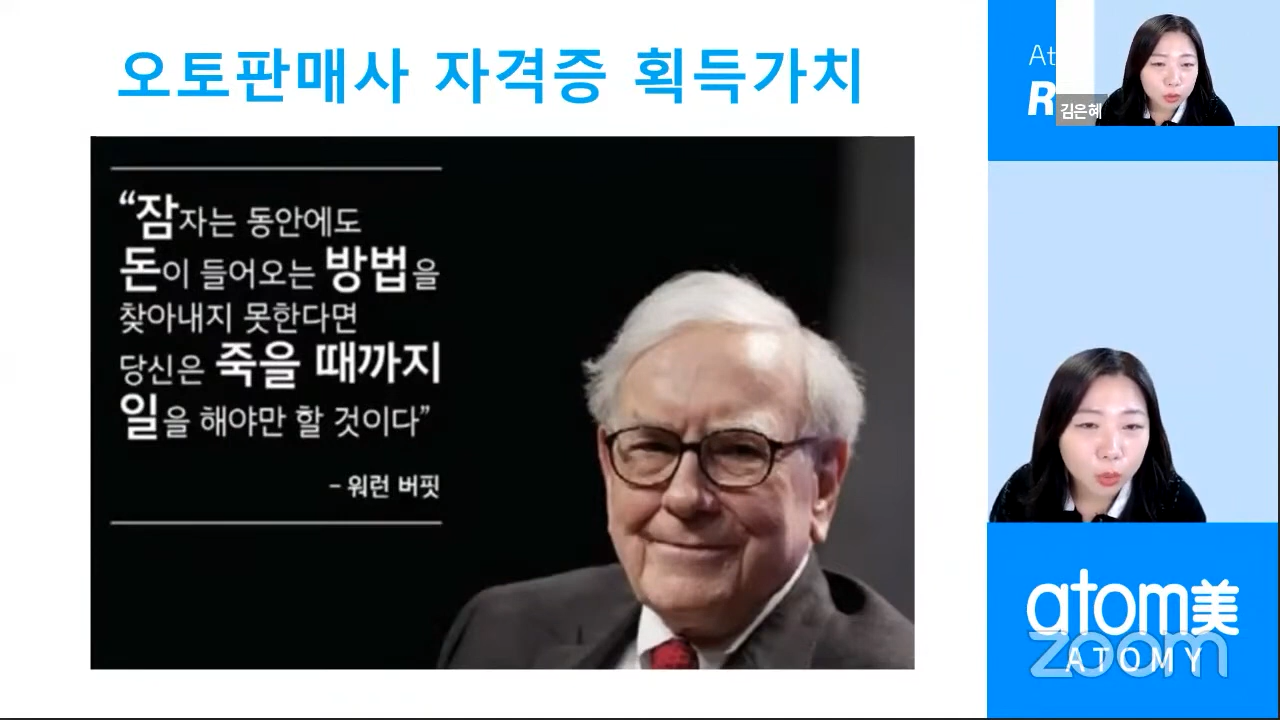 오토판매사 자격증 획득가치
“잠자는 동안에도
돈이 들어오는 방법을
찾아내지 못한다면
당신은 죽을 때까지
일을 해야만 할 것이다”
- 워런 버핏
At
R
김은혜
atom美
zoom
ATOMY